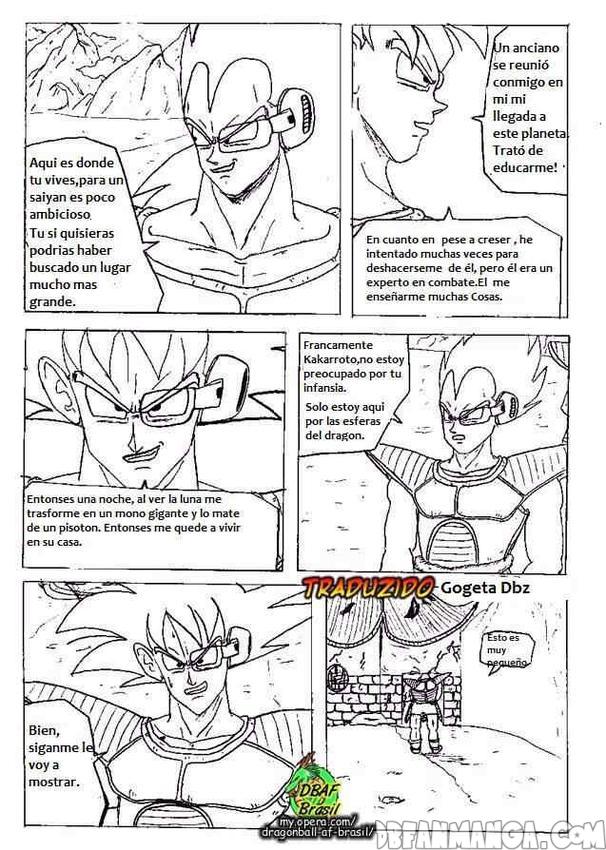 Aqui es donde
tu vives,para un
saiyan es poco
ambicioso
Tu si quisieras
podrias haber
buscado un lugar
mucho mas
grande.
Un anciano
se reunió
conmigo en
mi mi
llegada a
este planeta
Trató de
educarme!
En cuanto en pese a creser , he
intentado muchas veces para
deshacerseme de él, pero él era un
experto en combate.El me
enseñarme muchas Cosas.
Entonses una noche, al ver la luna me
trasforme en un mono gigante y lo mate
de un pisoton. Entonses me quede a vivir
en su casa.
Francamente
Kakarroto,no estoy
preocupado por tu
infansia.
Solo estoy aqui
por las esferas
del dragon.
TRADUZIDO - Gogeta Dbz
Bien,
siganme le
voy a
mostrar.
Esto es
muy
pequeño
DBAF
Brasil
my.opera.com/
dragonball-af-brasil/
DBFANMANGA.COM